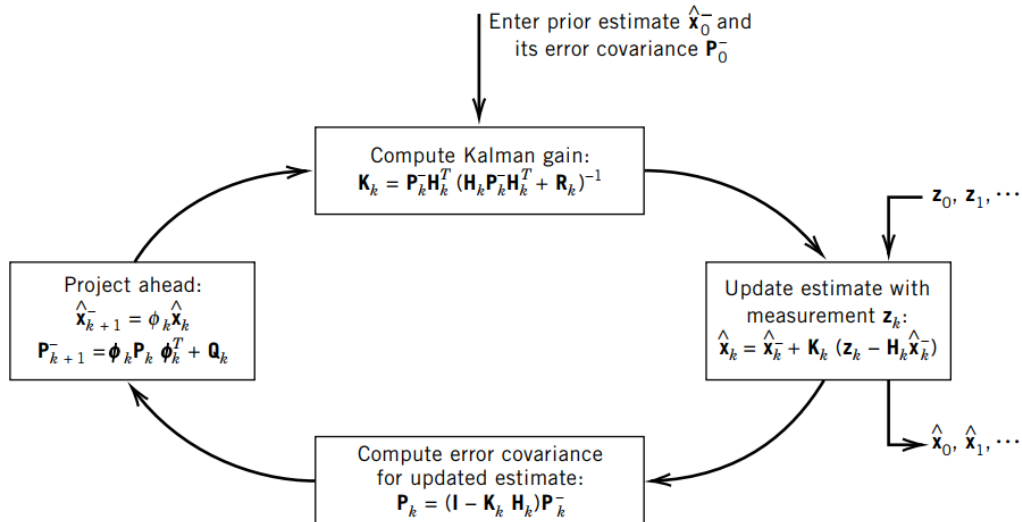 Enter prior estimate x̂₀⁻ and
its error covariance P₀⁻
Compute Kalman gain:
Kₖ = Pₖ⁻Hₖᵀ (HₖPₖ⁻Hₖᵀ + Rₖ)⁻¹
z₀, z₁, ⋯
Project ahead:
x̂⁻ₖ ₊ ₁ = ϕₖx̂ₖ
P⁻ₖ ₊ ₁ = ϕₖPₖ ϕₖᵀ + Qₖ
Update estimate with
measurement zₖ:
x̂ₖ = x̂ₖ⁻ + Kₖ (zₖ – Hₖx̂ₖ⁻)
x̂₀, x̂₁, ⋯
Compute error covariance
for updated estimate:
Pₖ = (I – Kₖ Hₖ)Pₖ⁻